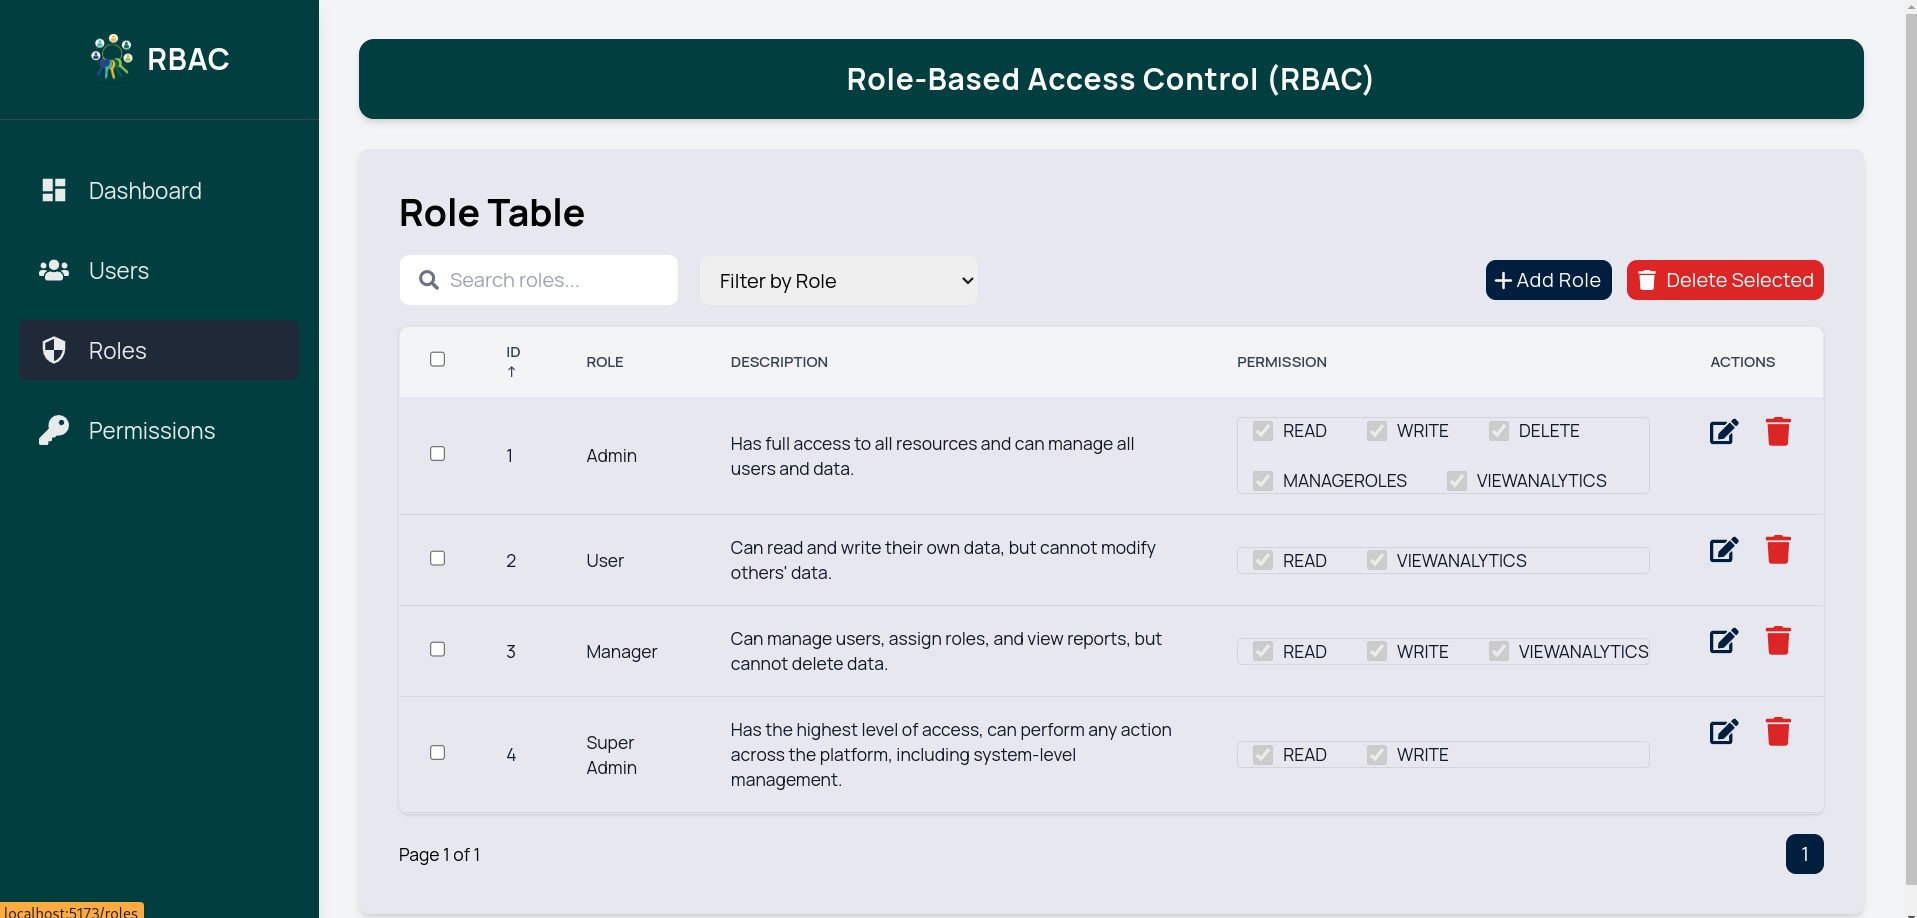 RBAC
Role-Based Access Control (RBAC)
Dashboard
Users
Roles
Permissions
Role Table
Search roles...
Filter by Role
Add Role
Delete Selected
ID ↑ ROLE DESCRIPTION PERMISSION ACTIONS
1 Admin
Has full access to all resources and can manage all
users and data.
READ WRITE DELETE
MANAGEROLES VIEWANALYTICS
2 User
Can read and write their own data, but cannot modify
others' data.
READ VIEWANALYTICS
3 Manager
Can manage users, assign roles, and view reports, but
cannot delete data.
READ WRITE VIEWANALYTICS
4
Super
Admin
Has the highest level of access, can perform any action
across the platform, including system-level
management.
READ WRITE
Page 1 of 1
1
localhost:5173/roles